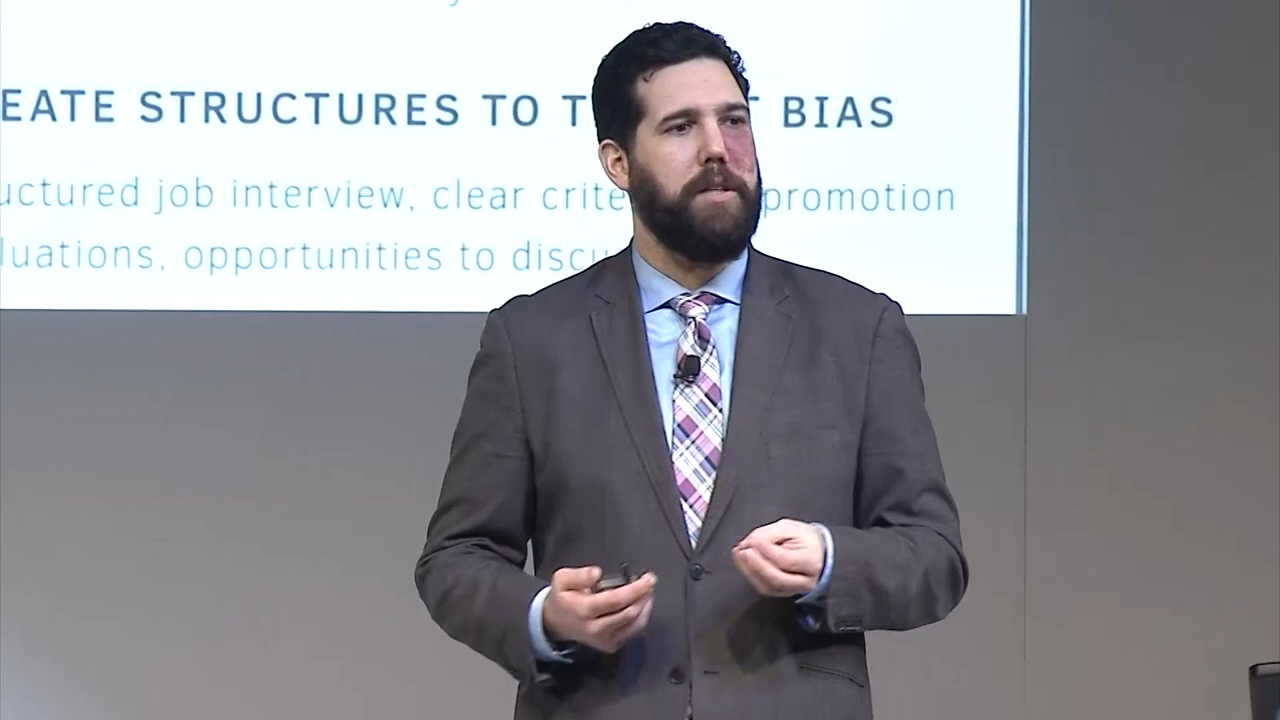 EATE STRUCTURES TO T T BIAS
uctured job interview, clear crite promotion
luations, opportunities to discu